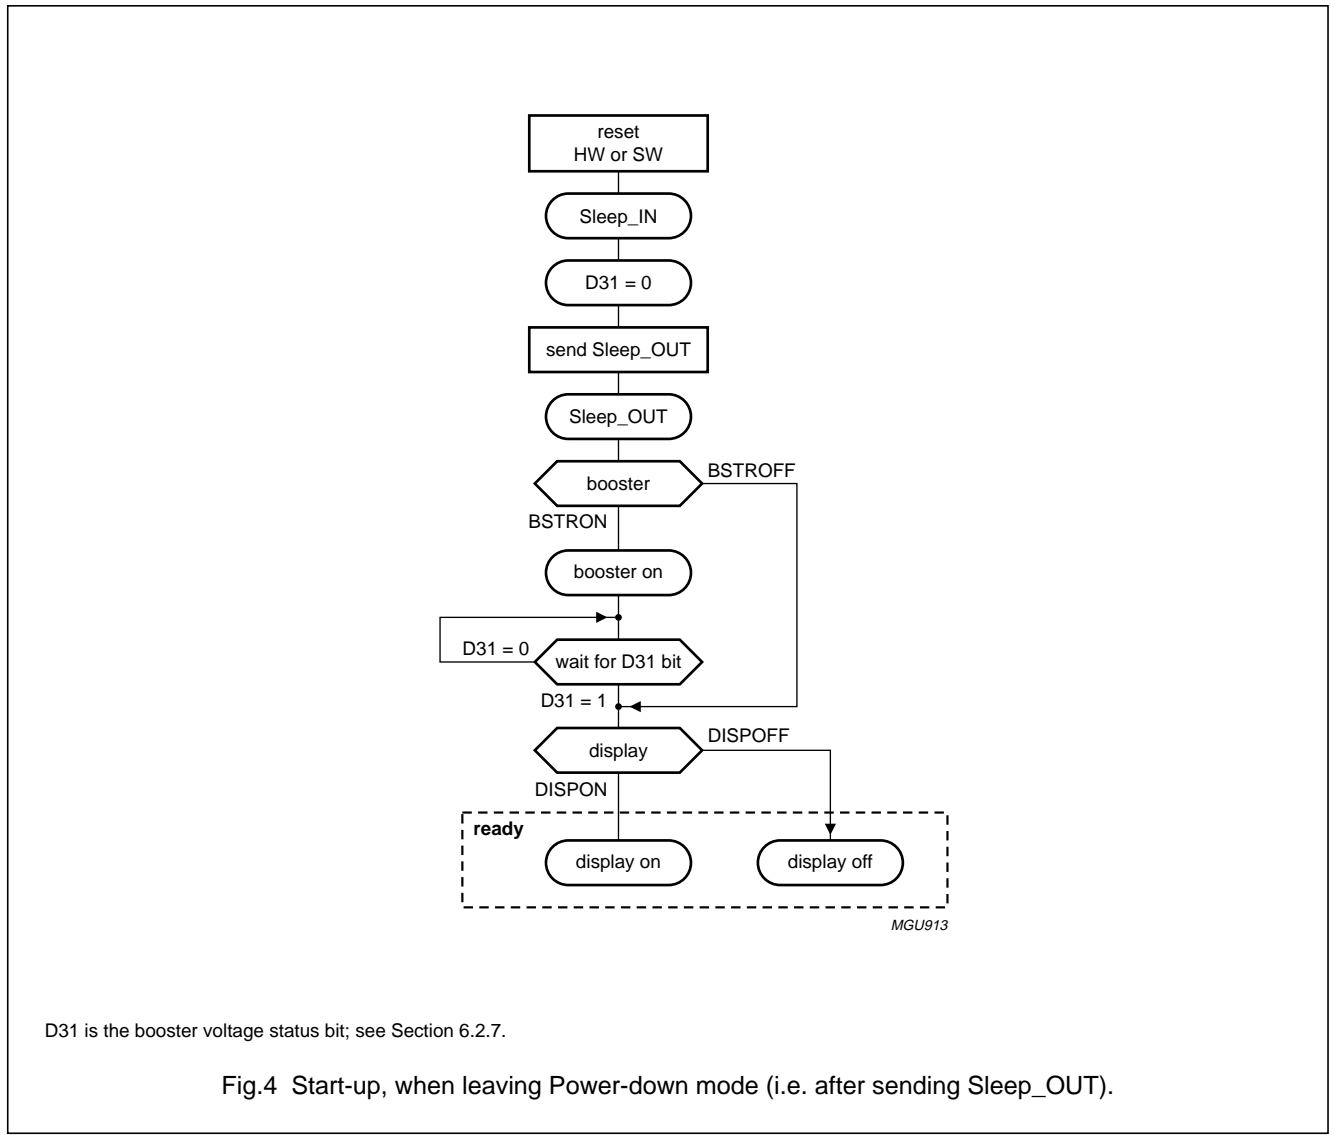 reset
HW or SW
Sleep_IN
D31 = 0
send Sleep_OUT
Sleep_OUT
booster
BSTROFF
BSTRON
booster on
D31 = 0
wait for D31 bit
D31 = 1
display
DISPOFF
DISPON
ready
display on
display off
MGU913
D31 is the booster voltage status bit; see Section 6.2.7.
Fig.4 Start-up, when leaving Power-down mode (i.e. after sending Sleep_OUT).